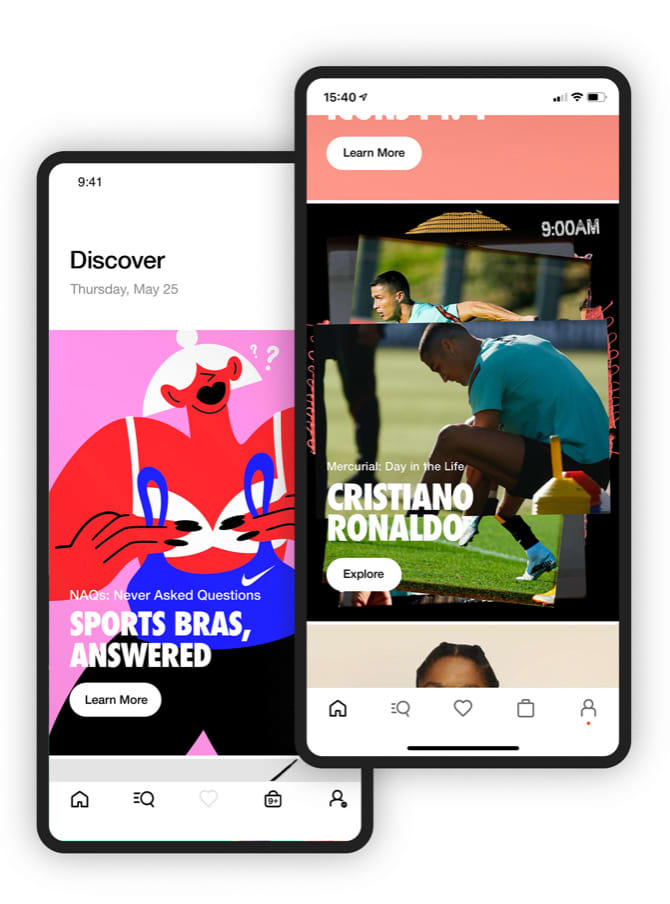 9:41
Discover
Thursday, May 25
? ?
NAQs: Never Asked Questions
SPORTS BRAS,
ANSWERED
Learn More
9+
15:40
Learn More
9:00AM
Mercurial: Day in the Life
CRISTIANO
RONALDO
Explore